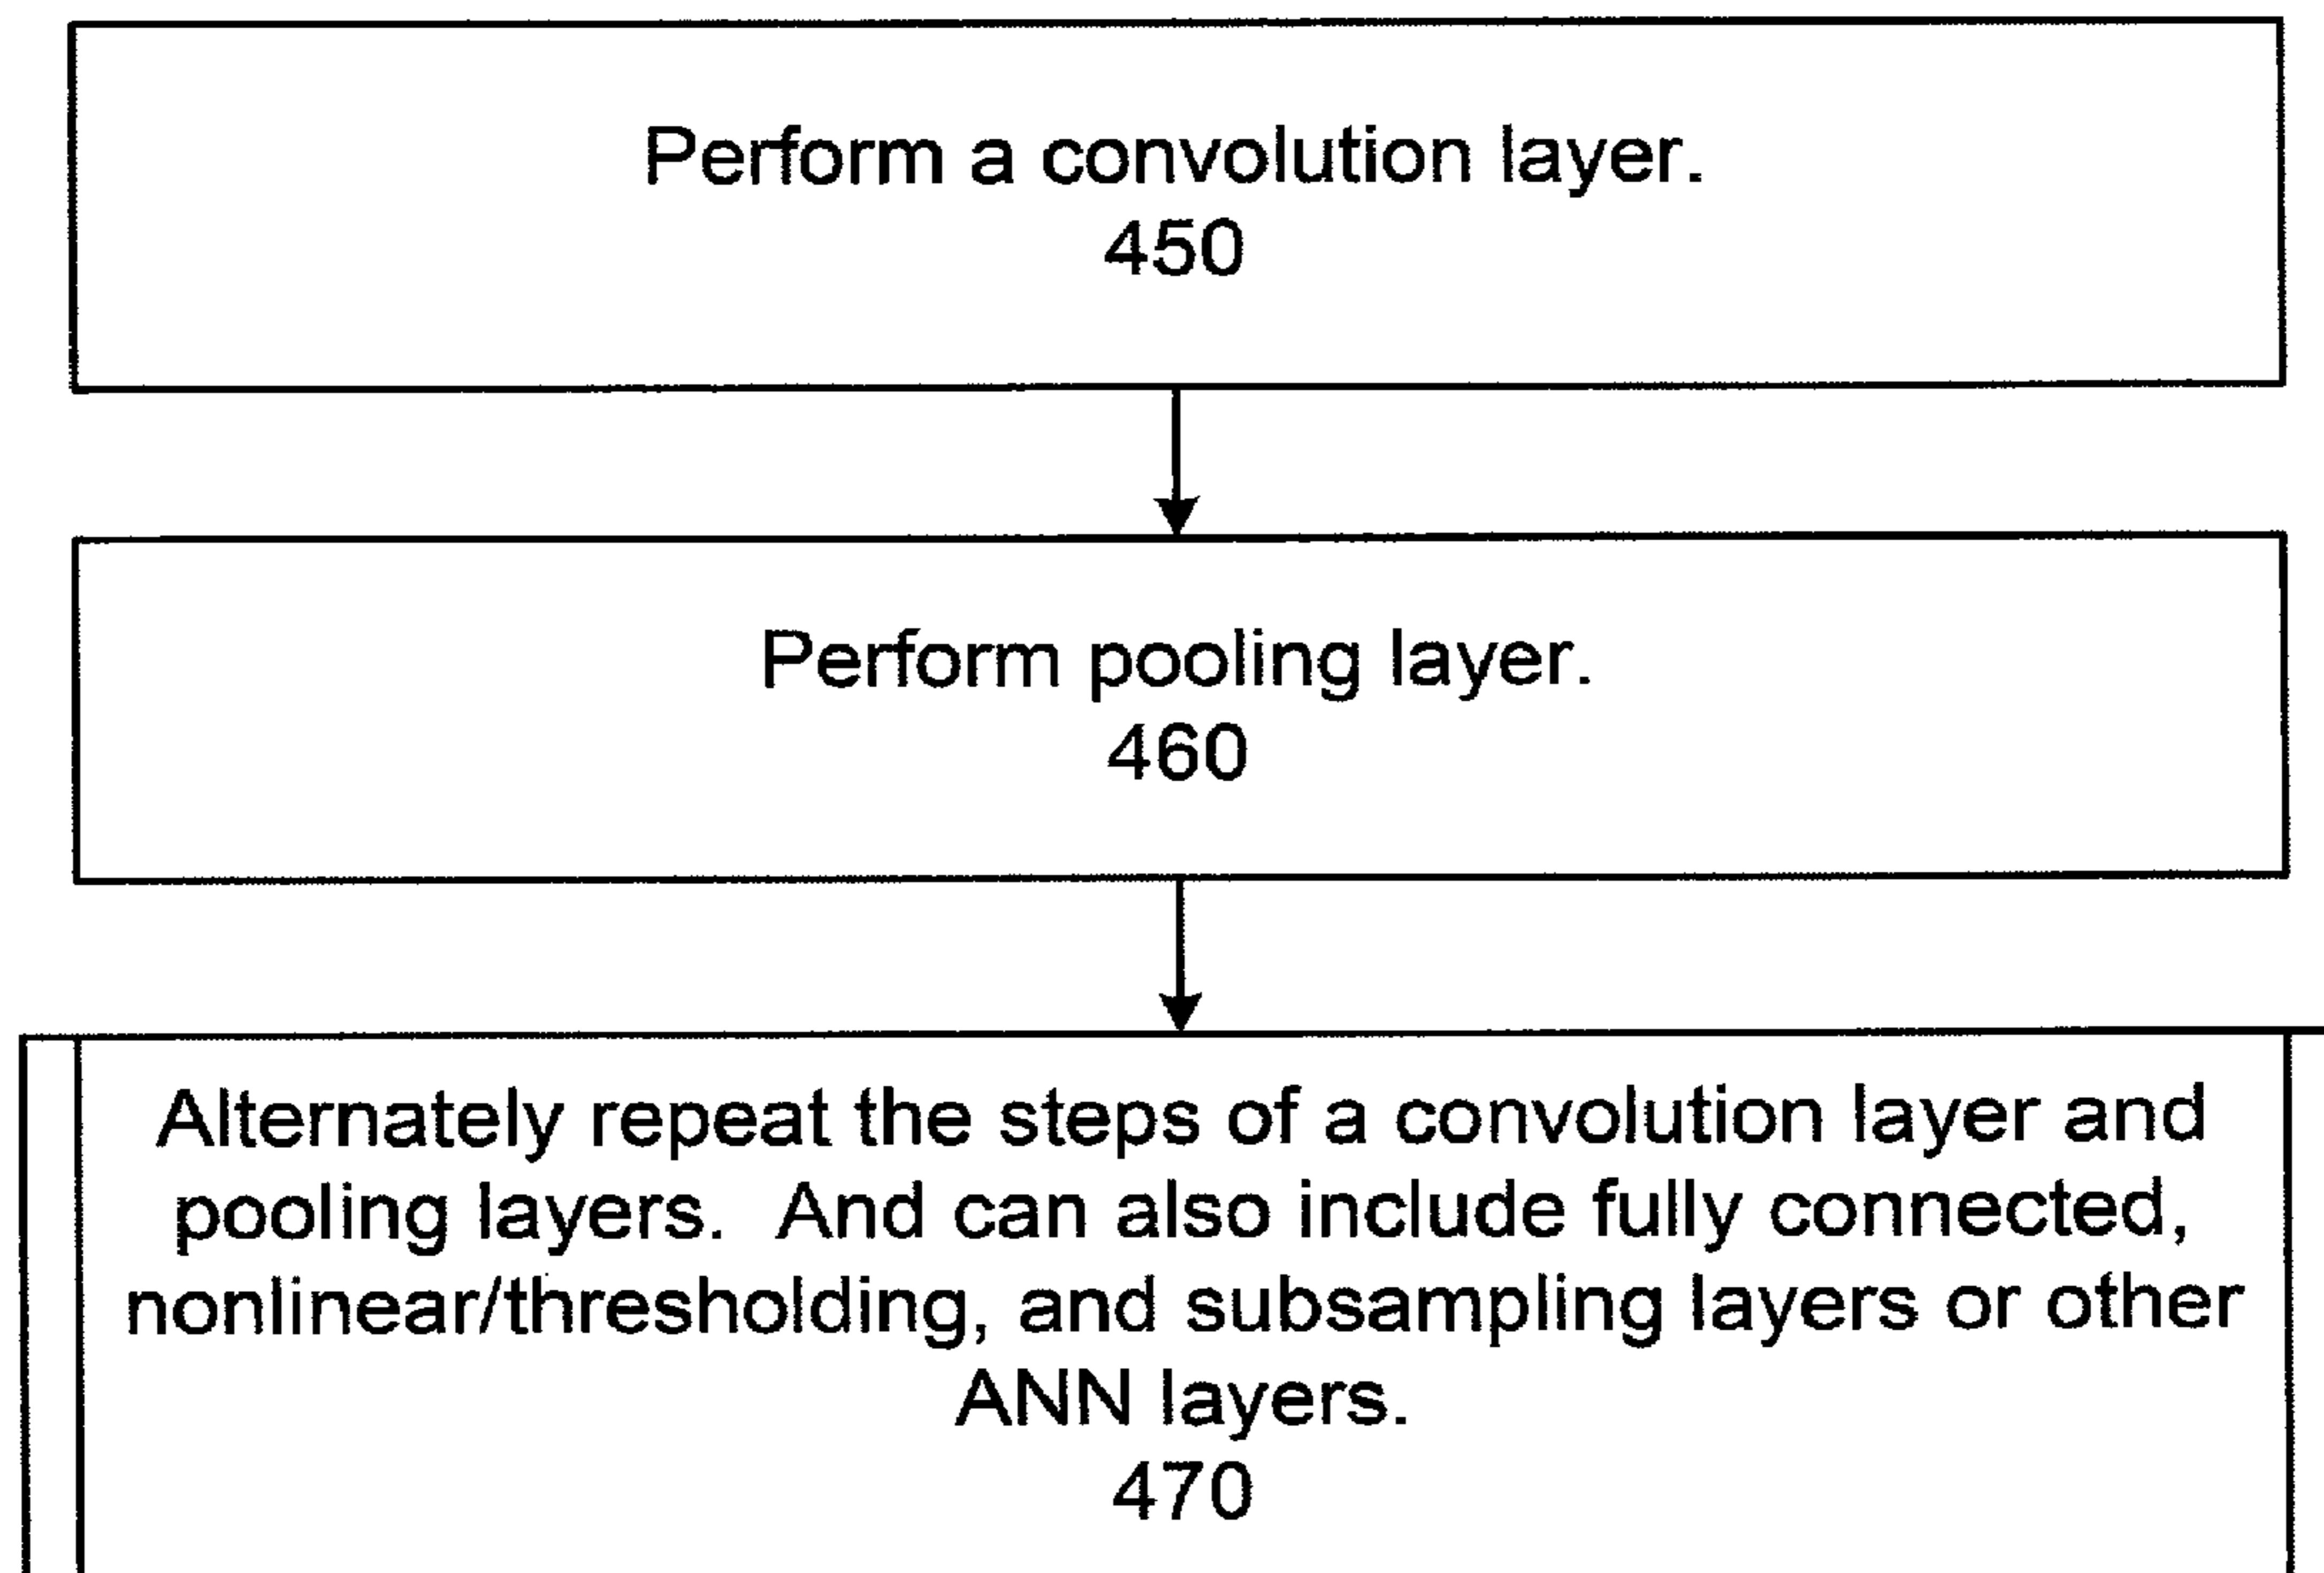 Perform a convolution layer.
450
Perform pooling layer.
460
Alternately repeat the steps of a convolution layer and
pooling layers.  And can also include fully connected,
nonlinear/thresholding, and subsampling layers or other
ANN layers.
470